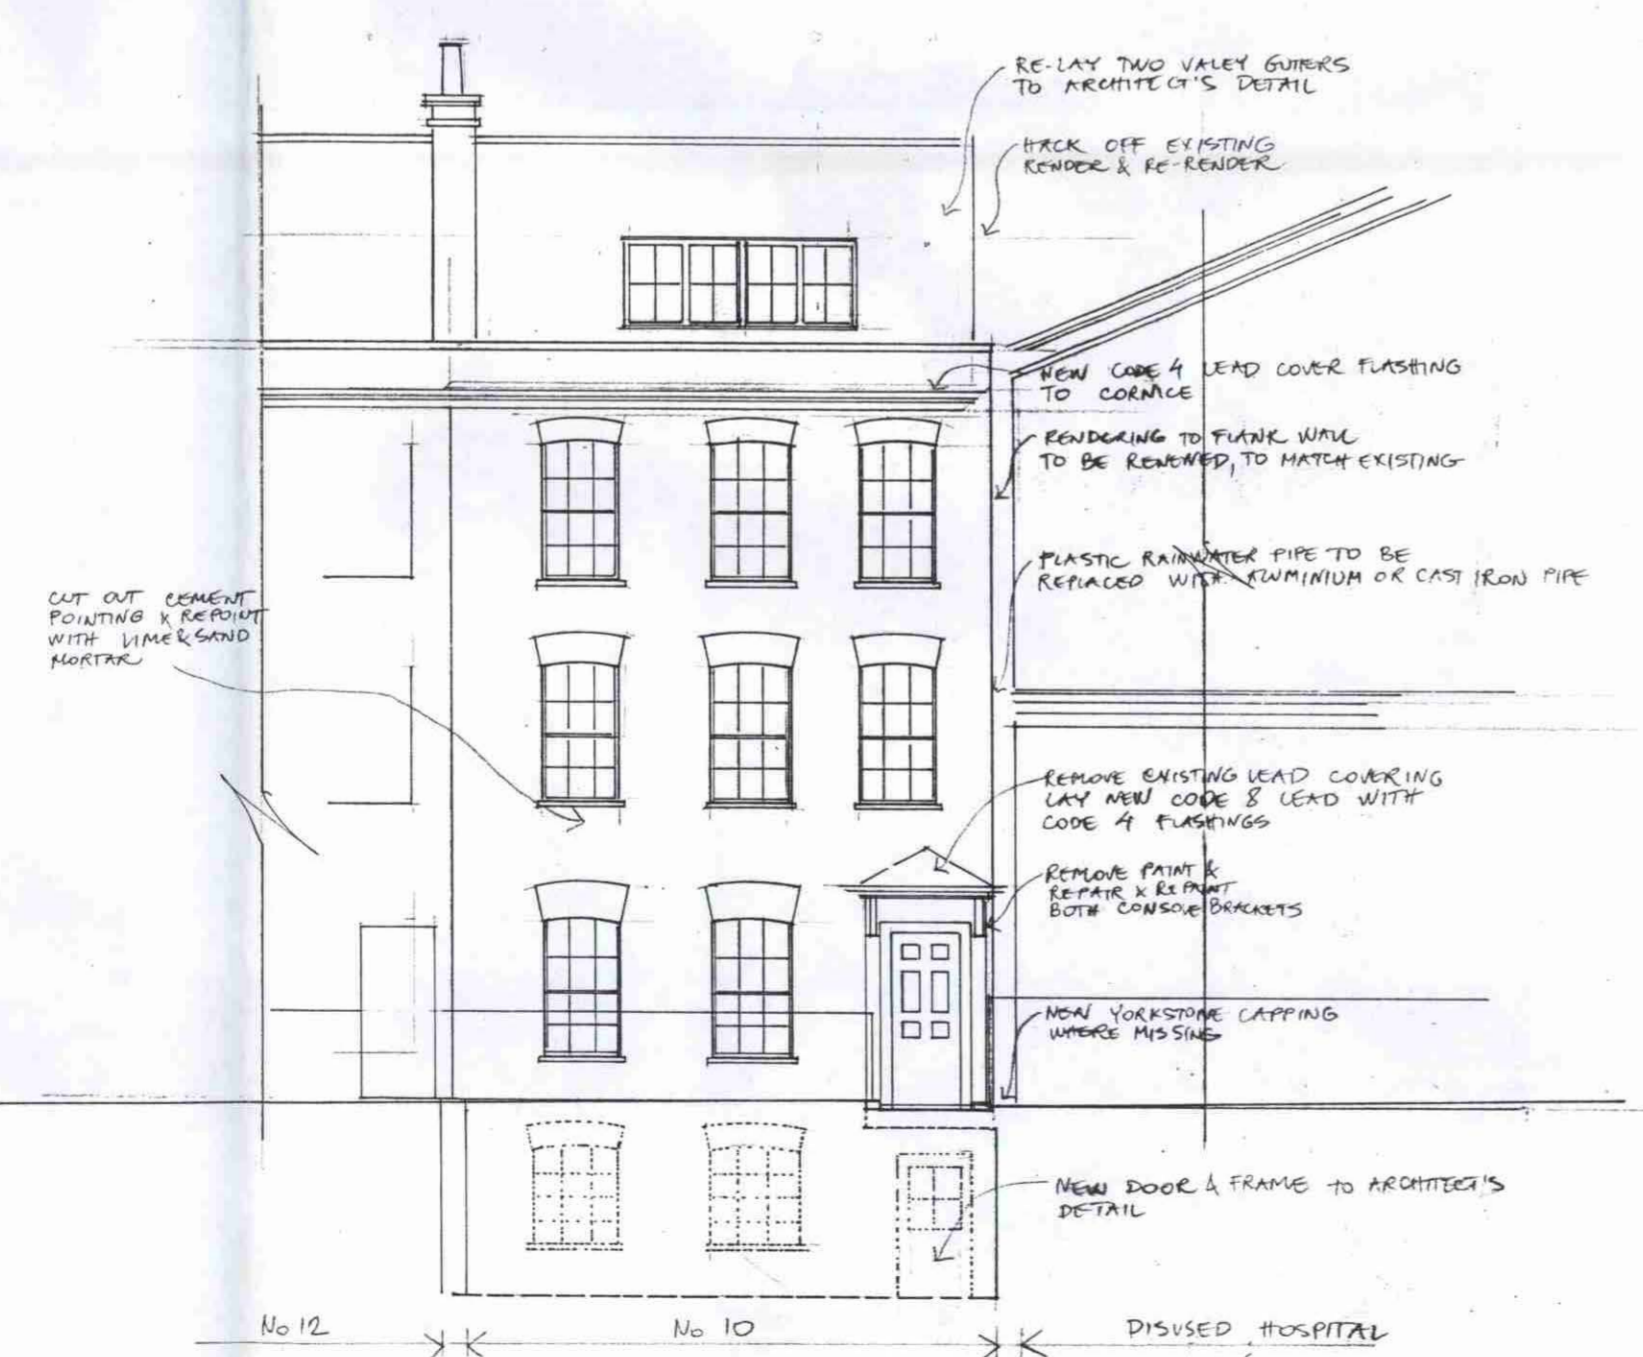 RE-LAY TWO VALEY GUTTERS
TO ARCHITECT'S DETAIL
HACK OFF EXISTING
RENDER & RE-RENDER
NEW CODE 4 LEAD COVER FLASHING
TO CORNICE
RENDERING TO FLANK WALL
TO BE RENEWED, TO MATCH EXISTING
PLASTIC RAINWATER PIPE TO BE
REPLACED WITH ALUMINIUM OR CAST IRON PIPE
CUT OUT CEMENT
POINTING & REPOINT
WITH LIME & SAND
MORTAR
REMOVE EXISTING LEAD COVERING
LAY NEW CODE 8 LEAD WITH
CODE 4 FLASHINGS
REMOVE PAINT &
REPAIR & REPAINT
BOTH CONSOLE BRACKETS
NEW YORKSTONE CAPPING
WHERE MISSING
NEW DOOR & FRAME TO ARCHITECT'S
DETAIL
No 12
No 10
DISUSED HOSPITAL